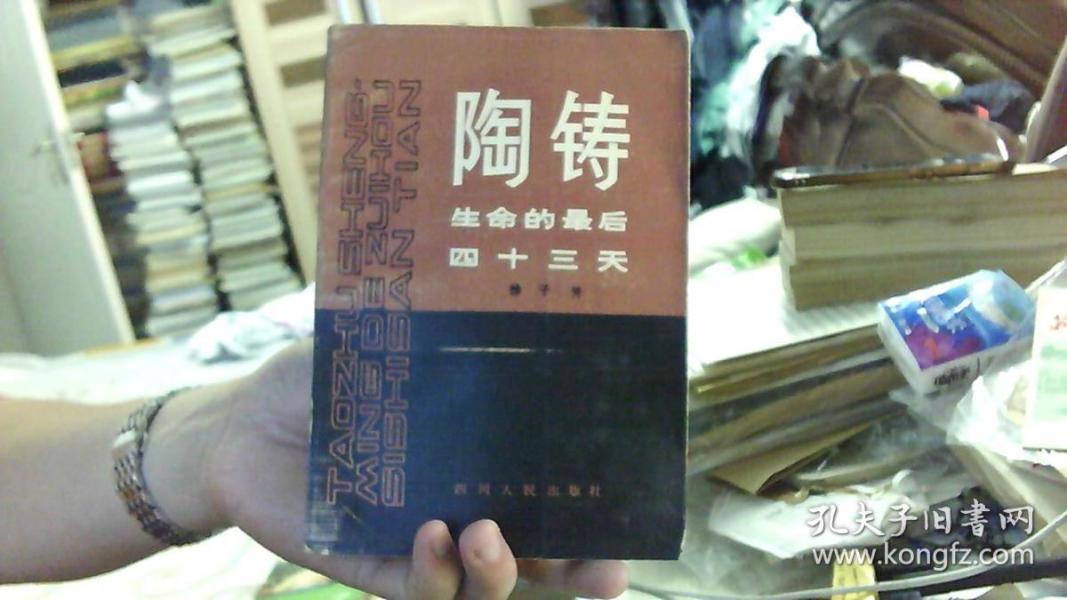 陶铸
生命的最后
四十三天
TAOZHU SHENG-
MING DE ZUIHOU
SISHISAN TIAN
四川人民出版社
孔夫子旧書网
www.kongfz.com